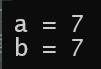 a = 7
b = 7